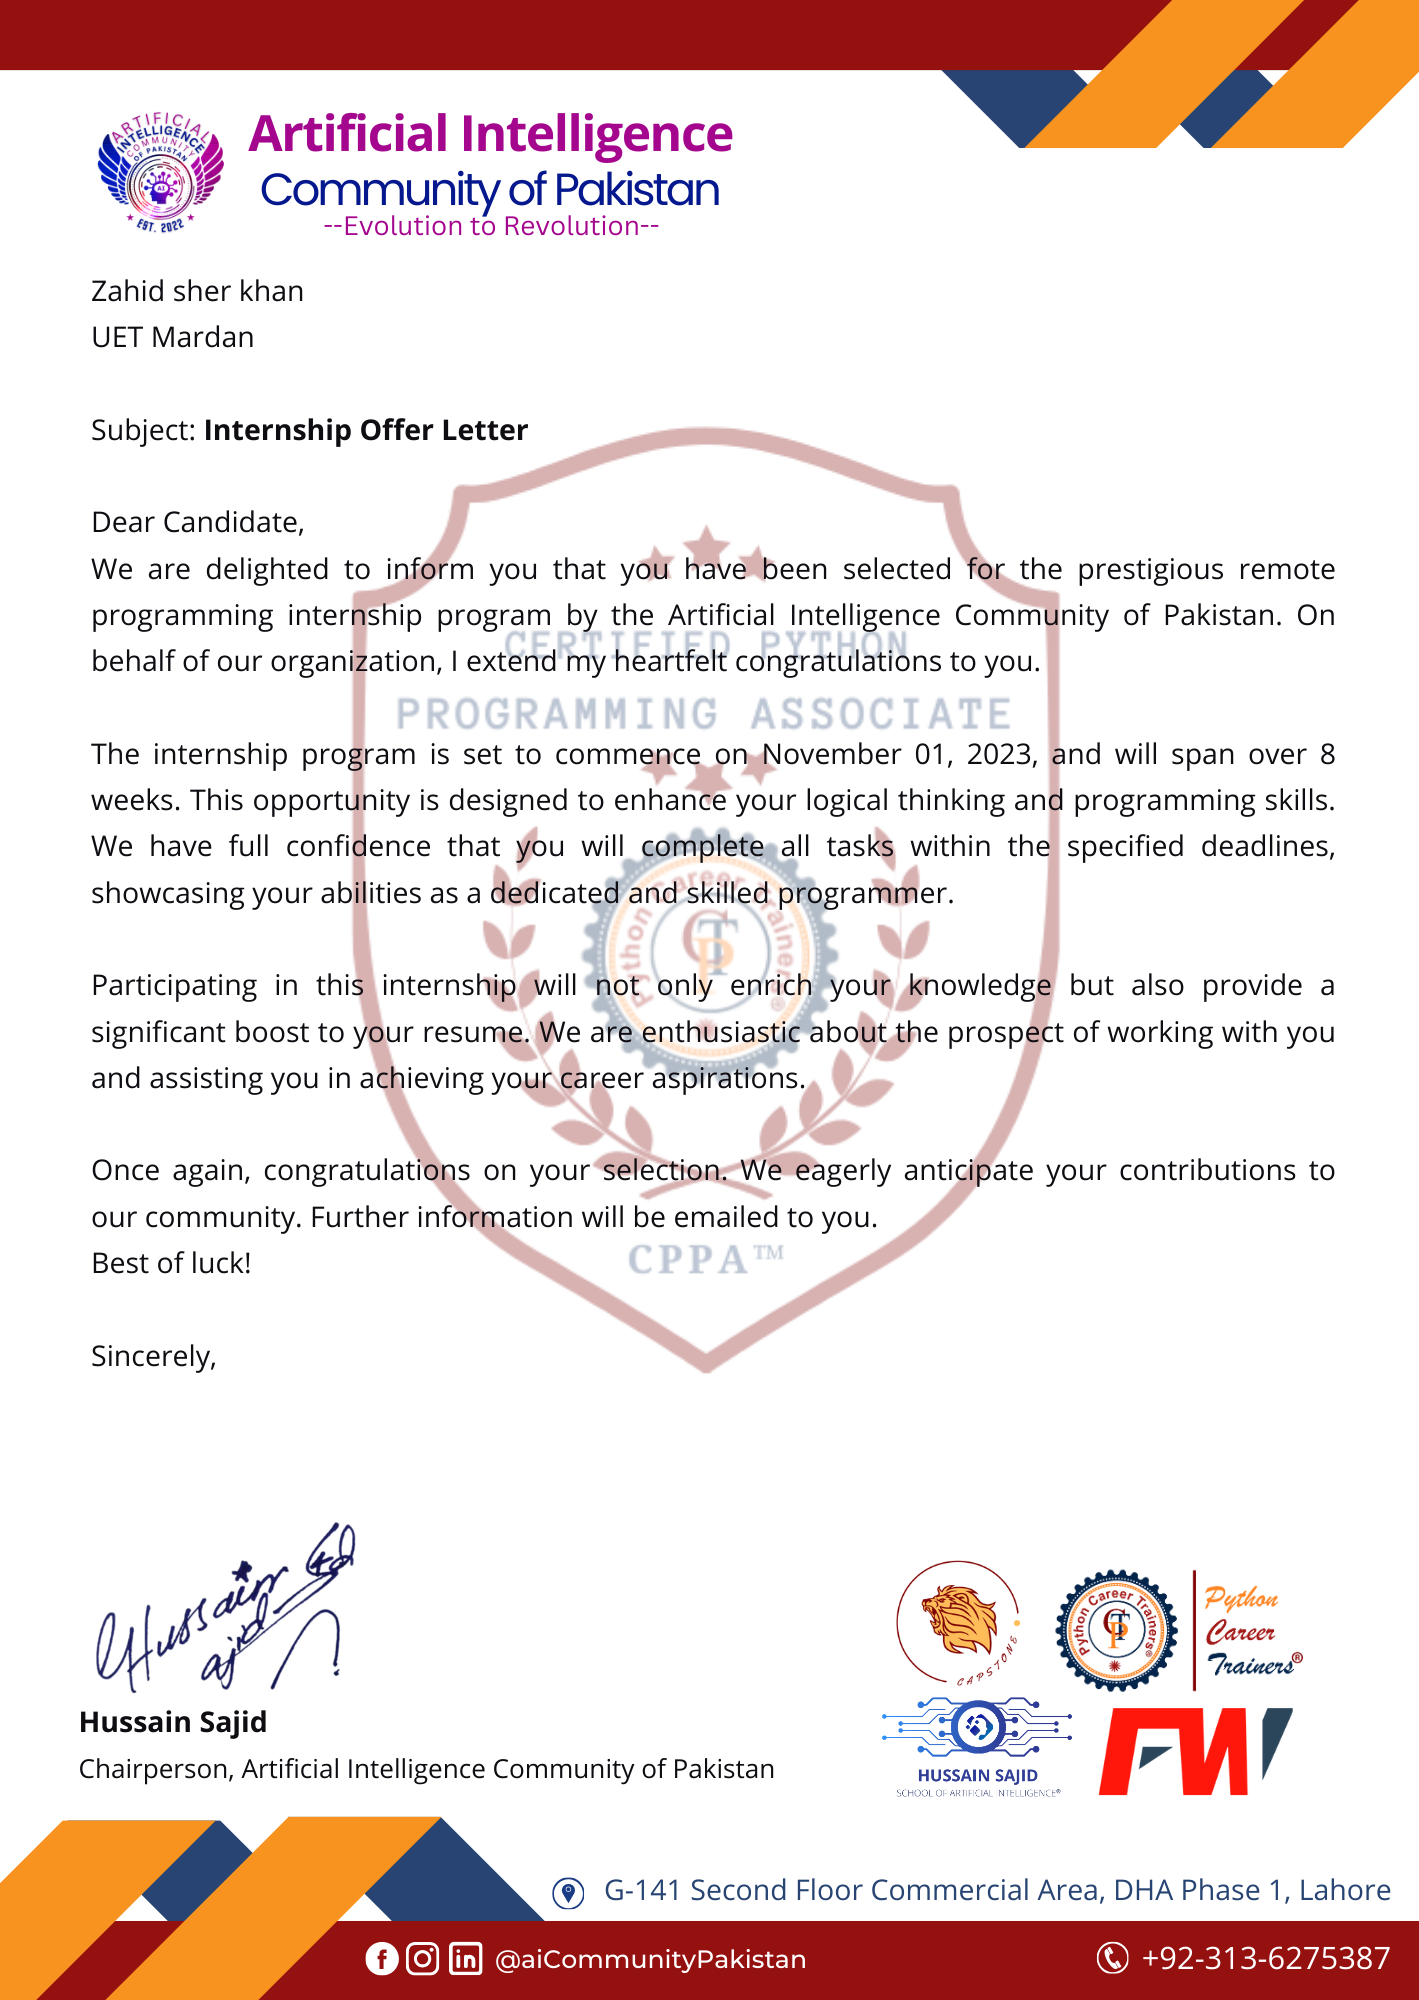 ARTIFICIAL
INTELLIGENCE
COMMUNITY
OF PAKISTAN
AI
EST. 2022
Artificial Intelligence
Community of Pakistan
--Evolution to Revolution--
Zahid sher khan
UET Mardan
Subject: Internship Offer Letter
Dear Candidate,
We are delighted to inform you that you have been selected for the prestigious remote
programming internship program by the Artificial Intelligence Community of Pakistan. On
behalf of our organization, I extend my heartfelt congratulations to you.
CERTIFIED PYTHON
PROGRAMMING ASSOCIATE
The internship program is set to commence on November 01, 2023, and will span over 8
weeks. This opportunity is designed to enhance your logical thinking and programming skills.
We have full confidence that you will complete all tasks within the specified deadlines,
showcasing your abilities as a dedicated and skilled programmer.
Python Career Trainers®
CTP
Participating in this internship will not only enrich your knowledge but also provide a
significant boost to your resume. We are enthusiastic about the prospect of working with you
and assisting you in achieving your career aspirations.
Once again, congratulations on your selection. We eagerly anticipate your contributions to
our community. Further information will be emailed to you.
CPPA™
Best of luck!
Sincerely,
Hussain
Sajid
Hussain Sajid
Chairperson, Artificial Intelligence Community of Pakistan
CAPSTONE
Python Career Trainers®
CTP
Python
Career
Trainers®
HUSSAIN SAJID
SCHOOL OF ARTIFICIAL INTELLIGENCE®
FW
G-141 Second Floor Commercial Area, DHA Phase 1, Lahore
@aiCommunityPakistan
+92-313-6275387